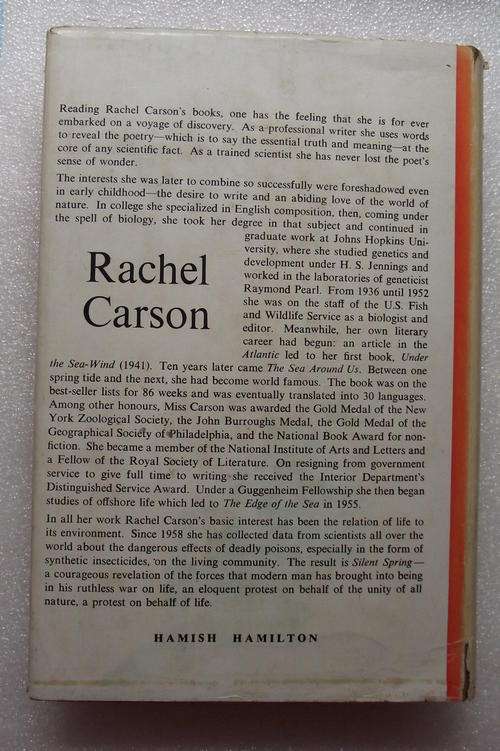 Reading Rachel Carson's books, one has the feeling that she is for ever
embarked on a voyage of discovery. As a professional writer she uses words
to reveal the poetry—which is to say the essential truth and meaning—at the
core of any scientific fact. As a trained scientist she has never lost the poet's
sense of wonder.
The interests she was later to combine so successfully were foreshadowed even
in early childhood—the desire to write and an abiding love of the world of
nature. In college she specialized in English composition, then, coming under
the spell of biology, she took her degree in that subject and continued in
graduate work at Johns Hopkins Uni-
versity, where she studied genetics and
development under H. S. Jennings and
worked in the laboratories of geneticist
Raymond Pearl. From 1936 until 1952
she was on the staff of the U.S. Fish
and Wildlife Service as a biologist and
editor. Meanwhile, her own literary
career had begun: an article in the
Atlantic led to her first book, Under
Rachel
Carson
the Sea-Wind (1941). Ten years later came The Sea Around Us. Between one
spring tide and the next, she had become world famous. The book was on the
best-seller lists for 86 weeks and was eventually translated into 30 languages.
Among other honours, Miss Carson was awarded the Gold Medal of the New
York Zoological Society, the John Burroughs Medal, the Gold Medal of the
Geographical Society of Philadelphia, and the National Book Award for non-
fiction. She became a member of the National Institute of Arts and Letters and
a Fellow of the Royal Society of Literature. On resigning from government
service to give full time to writing she received the Interior Department's
Distinguished Service Award. Under a Guggenheim Fellowship she then began
studies of offshore life which led to The Edge of the Sea in 1955.
In all her work Rachel Carson's basic interest has been the relation of life to
its environment. Since 1958 she has collected data from scientists all over the
world about the dangerous effects of deadly poisons, especially in the form of
synthetic insecticides, on the living community. The result is Silent Spring—
a courageous revelation of the forces that modern man has brought into being
in his ruthless war on life, an eloquent protest on behalf of the unity of all
nature, a protest on behalf of life.
HAMISH HAMILTON